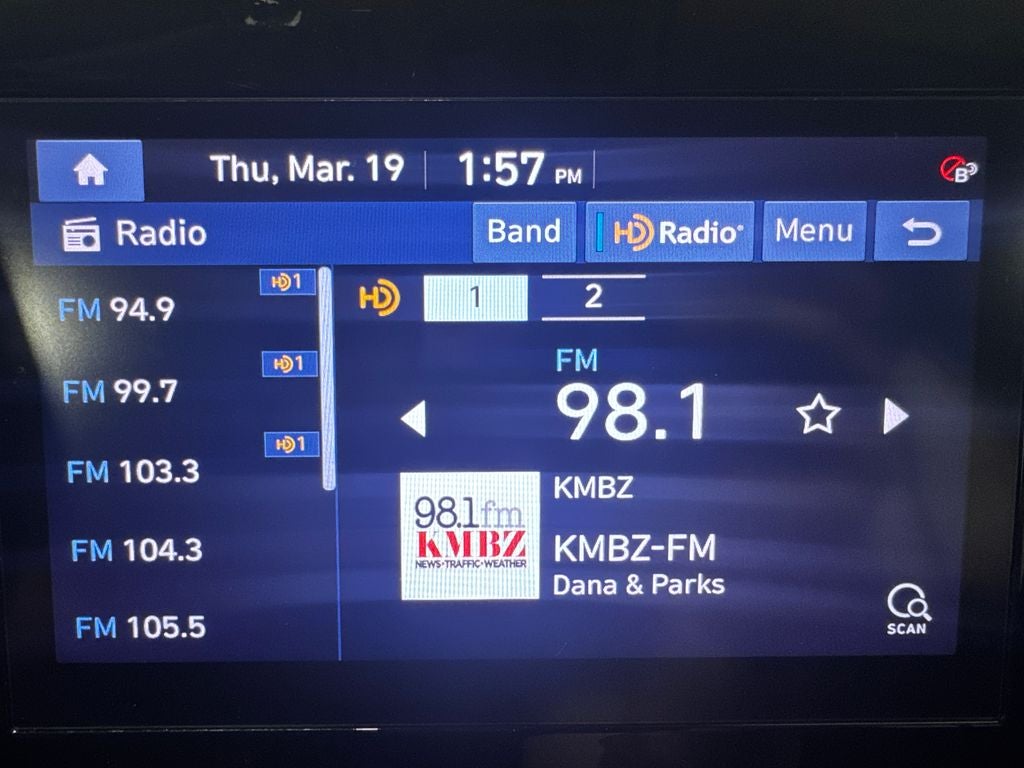 Thu, Mar. 19 1:57 PM B
Radio Band HD Radio Menu
FM 94.9 HD 1
FM 99.7 HD 1
FM 103.3 HD 1
FM 104.3
FM 105.5
HD 1 2
FM
98.1
98.1fm
KMBZ
NEWS•TRAFFIC•WEATHER
KMBZ
KMBZ-FM
Dana & Parks
SCAN